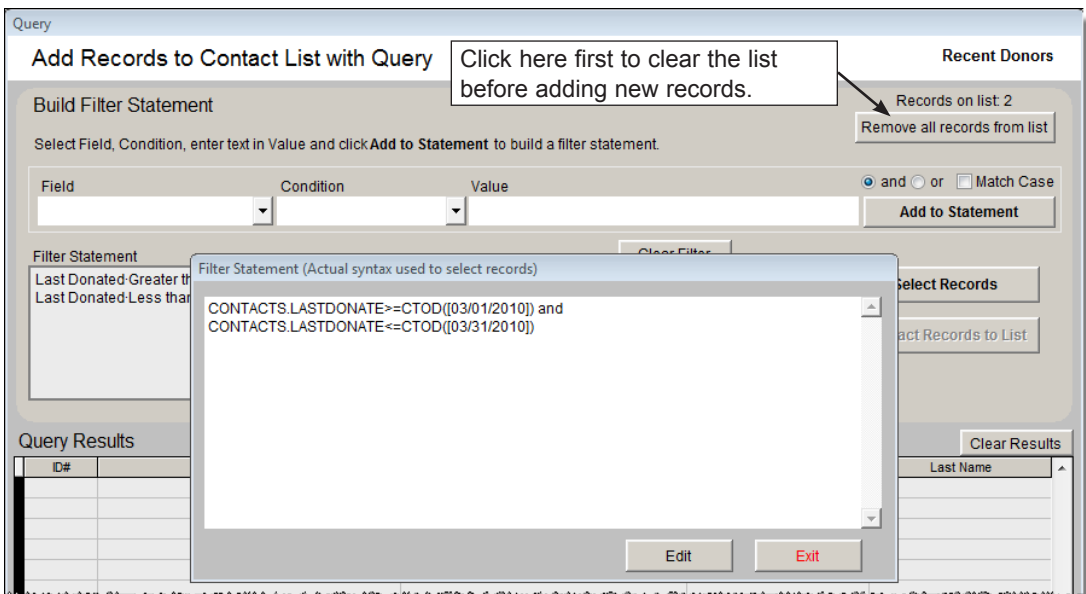 Query
Add Records to Contact List with Query
Click here first to clear the list
before adding new records.
Recent Donors
Build Filter Statement
Records on list: 2
Remove all records from list
Select Field, Condition, enter text in Value and click Add to Statement to build a filter statement.
Field Condition Value
and or Match Case
Add to Statement
Filter Statement
Last Donated·Greater
Last Donated·Less
Clear Filter
Select Records
Records to List
Filter Statement (Actual syntax used to select records)
CONTACTS.LASTDONATE>=CTOD([03/01/2010]) and
CONTACTS.LASTDONATE<=CTOD([03/31/2010])
Edit Exit
Query Results
Clear Results
ID# Last Name